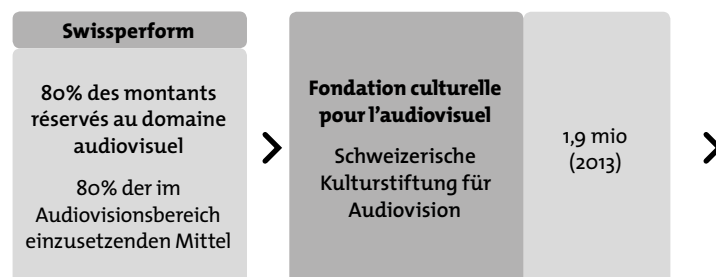 Swissperform
80% des montants
réservés au domaine
audiovisuel
80% der im
Audiovisionsbereich
einzusetzenden Mittel
Fondation culturelle
pour l’audiovisuel
Schweizerische
Kulturstiftung für
Audiovision
1,9 mio
(2013)